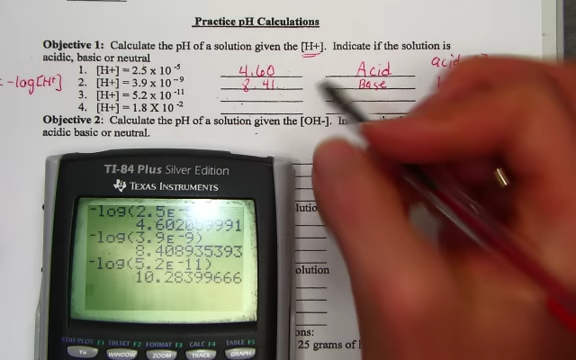 Practice pH Calculations
Objective 1: Calculate the pH of a solution given the [H+]. Indicate if the solution is
acidic, basic or neutral
1. [H+] = 2.5 x 10 -5 4.60 Acid acid
= -log[H+] 2. [H+] = 3.9 x 10 -9 8.41 Base
3. [H+] = 5.2 x 10 -11
4. [H+] = 1.8 X 10 -2
Objective 2: Calculate the pH of a solution given the [OH-].
acidic basic or neutral.
TI-84 Plus Silver Edition
TEXAS INSTRUMENTS
-log(2.5E-
-log(3.9E-9)
8.408935393
-log(5.2E-11)
10.28399666
olution
ons:
25 grams of
STAT PLOT F1 TBLSET F2 FORMAT F3 CALC F4 TABLE F5
Y= WINDOW ZOOM TRACE GRAPH